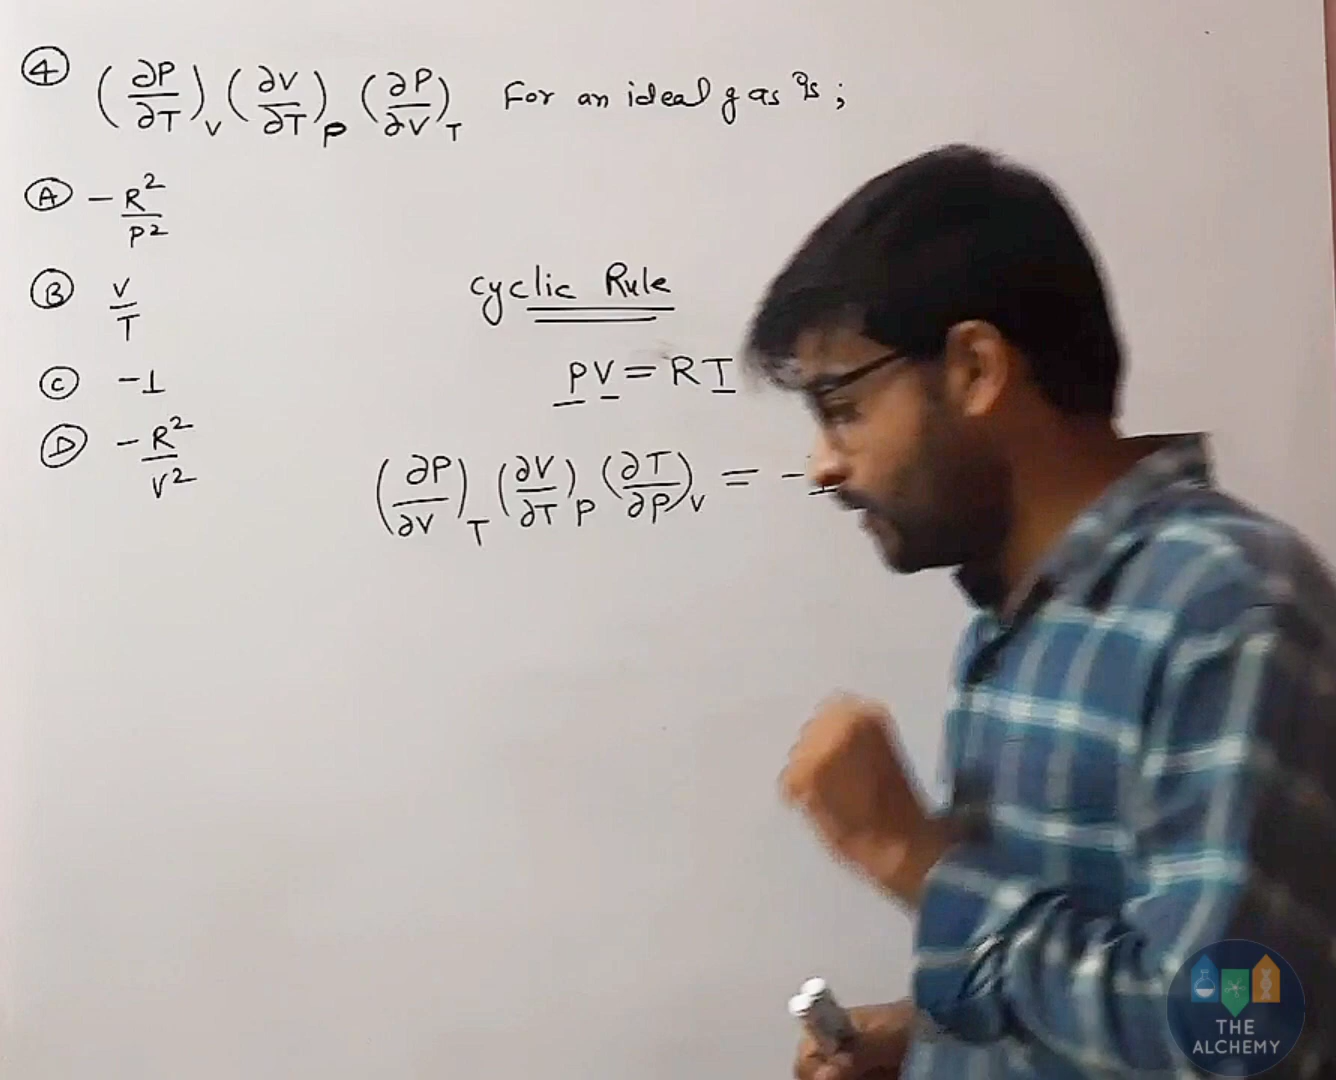 ④ (∂P/∂T)_V (∂V/∂T)_P (∂P/∂V)_T For an ideal gas is ;
Ⓐ -R²/P²
Ⓑ V/T
Ⓒ -1
Ⓓ -R²/V²
Cyclic Rule
PV = RT
(∂P/∂V)_T (∂V/∂T)_P (∂T/∂P)_V = -
THE
ALCHEMY